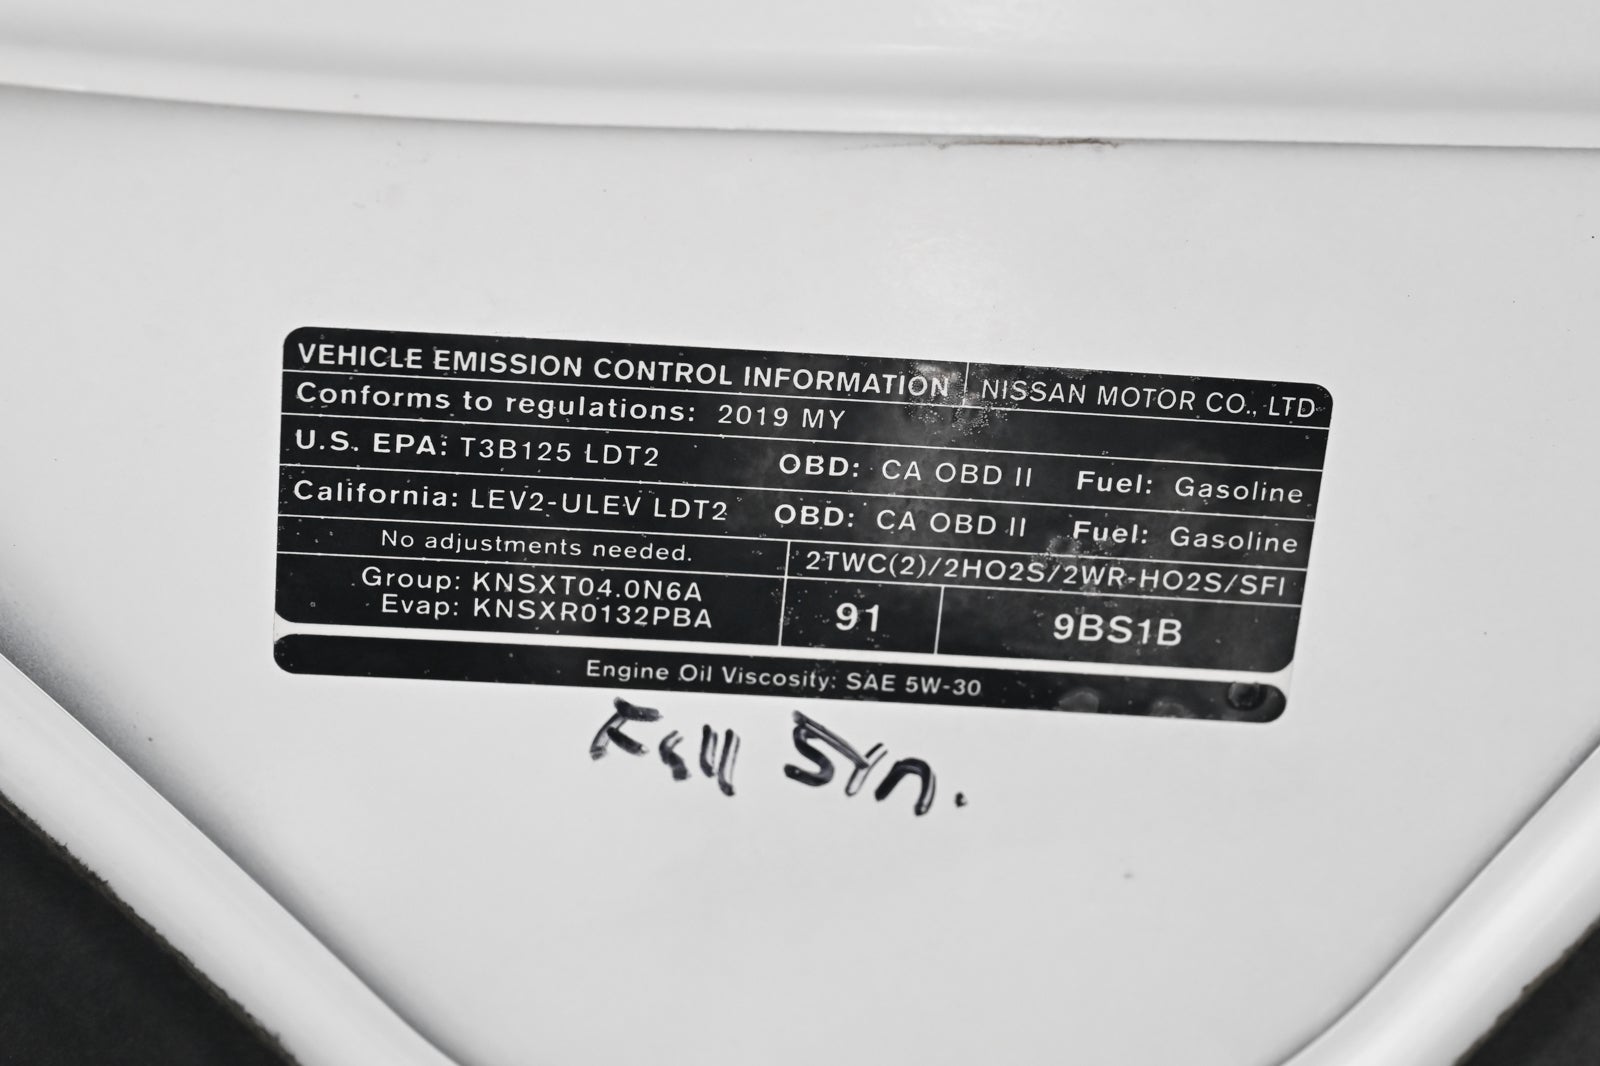 VEHICLE EMISSION CONTROL INFORMATION NISSAN MOTOR CO., LTD
Conforms to regulations: 2019 MY
U.S. EPA: T3B125 LDT2 OBD: CA OBD II Fuel: Gasoline
California: LEV2-ULEV LDT2 OBD: CA OBD II Fuel: Gasoline
No adjustments needed. 2TWC(2)/2HO2S/2WR-HO2S/SFI
Group: KNSXT04.0N6A
Evap: KNSXR0132PBA
91 9BS1B
Engine Oil Viscosity: SAE 5W-30
Full Syn.